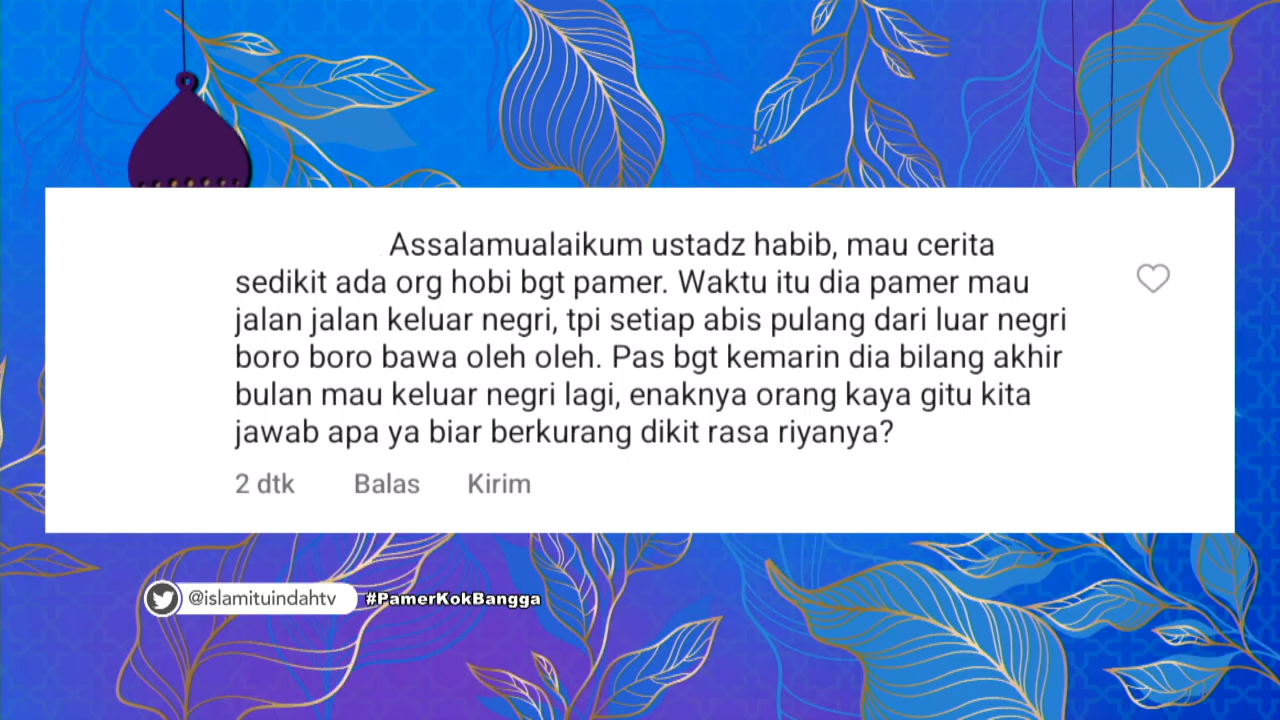 Assalamualaikum ustadz habib, mau cerita
sedikit ada org hobi bgt pamer. Waktu itu dia pamer mau
jalan jalan keluar negri, tpi setiap abis pulang dari luar negri
boro boro bawa oleh oleh. Pas bgt kemarin dia bilang akhir
bulan mau keluar negri lagi, enaknya orang kaya gitu kita
jawab apa ya biar berkurang dikit rasa riyanya?
2 dtk Balas Kirim
@islamituindahtv #PamerKokBangga